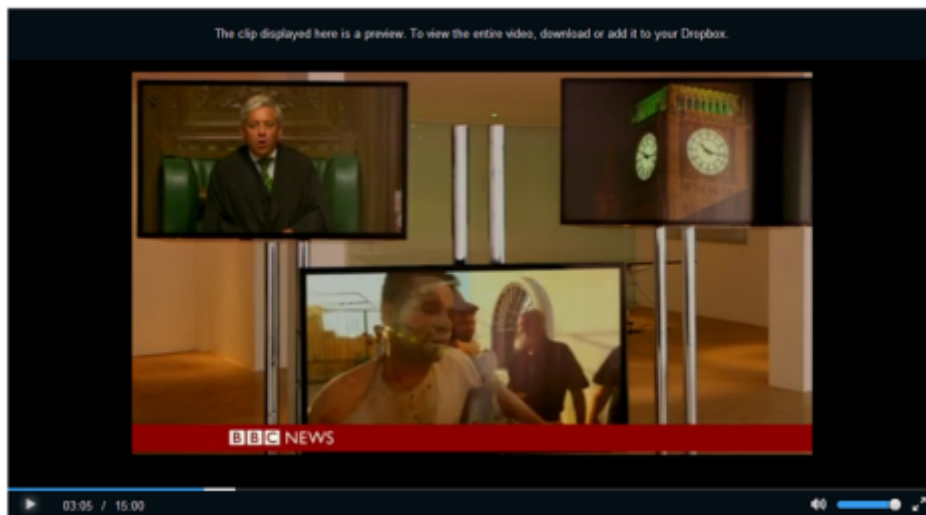 The clip displayed here is a preview. To view the entire video, download or add it to your Dropbox.
BBC NEWS
03:05 / 15:00